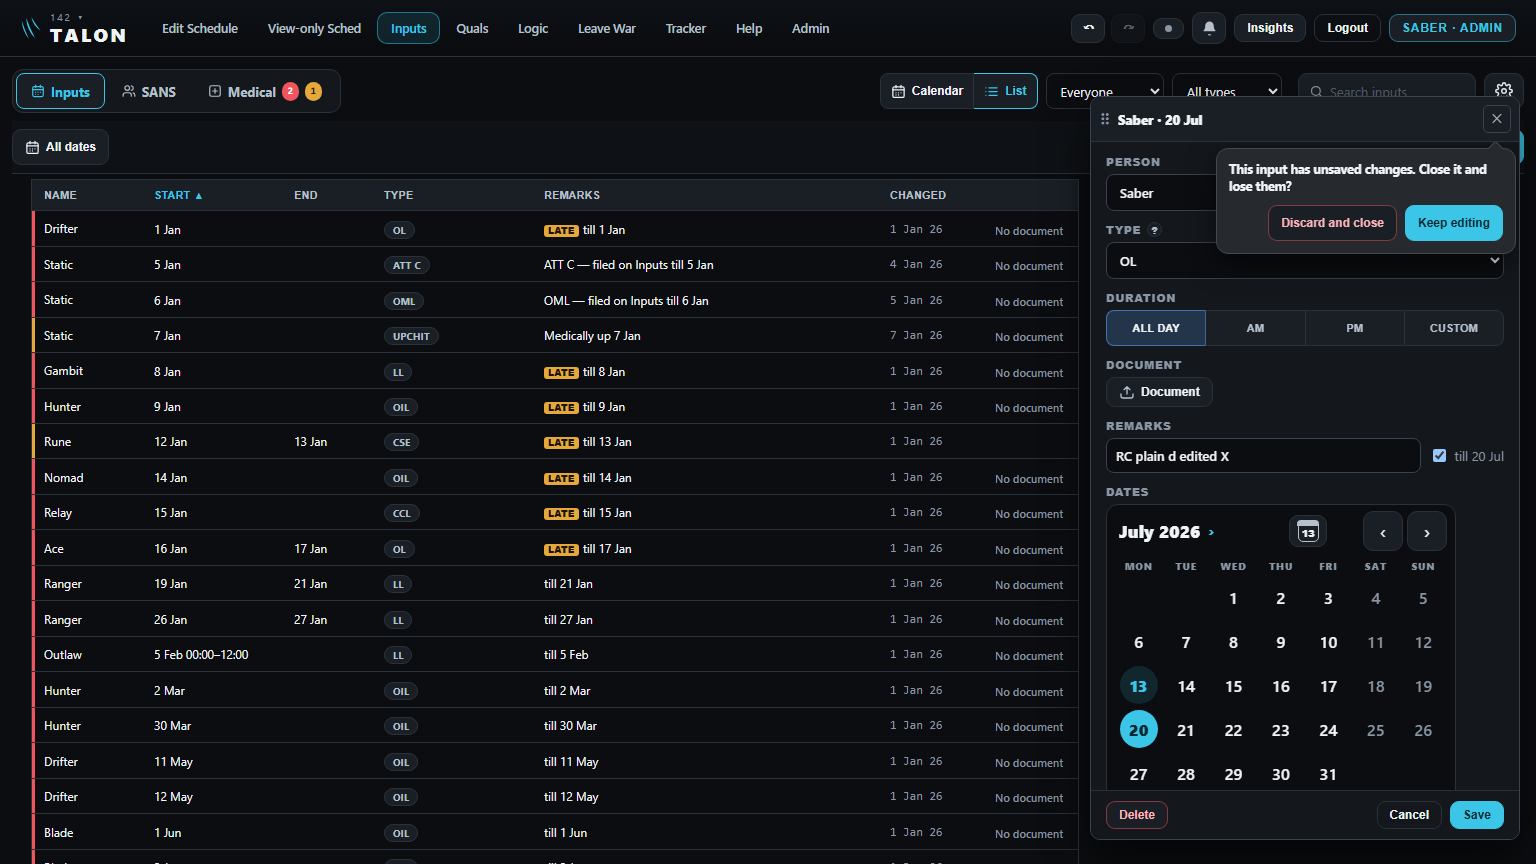 142
TALON
Edit Schedule
View-only Sched
Inputs
Quals
Logic
Leave War
Tracker
Help
Admin
Insights
Logout
SABER · ADMIN
Inputs
SANS
Medical 2 1
Calendar
List
Everyone
All types
Search inputs
All dates
NAME START ▲ END TYPE REMARKS CHANGED
Drifter 1 Jan OL LATE till 1 Jan 1 Jan 26 No document
Static 5 Jan ATT C ATT C — filed on Inputs till 5 Jan 4 Jan 26 No document
Static 6 Jan OML OML — filed on Inputs till 6 Jan 5 Jan 26 No document
Static 7 Jan UPCHIT Medically up 7 Jan 7 Jan 26 No document
Gambit 8 Jan LL LATE till 8 Jan 1 Jan 26 No document
Hunter 9 Jan OIL LATE till 9 Jan 1 Jan 26 No document
Rune 12 Jan 13 Jan CSE LATE till 13 Jan 1 Jan 26
Nomad 14 Jan OIL LATE till 14 Jan 1 Jan 26 No document
Relay 15 Jan CCL LATE till 15 Jan 1 Jan 26 No document
Ace 16 Jan 17 Jan OL LATE till 17 Jan 1 Jan 26 No document
Ranger 19 Jan 21 Jan LL till 21 Jan 1 Jan 26 No document
Ranger 26 Jan 27 Jan LL till 27 Jan 1 Jan 26 No document
Outlaw 5 Feb 00:00–12:00 LL till 5 Feb 1 Jan 26 No document
Hunter 2 Mar OIL till 2 Mar 1 Jan 26 No document
Hunter 30 Mar OIL till 30 Mar 1 Jan 26 No document
Drifter 11 May OIL till 11 May 1 Jan 26 No document
Drifter 12 May OIL till 12 May 1 Jan 26 No document
Blade 1 Jun OIL till 1 Jun 1 Jan 26 No document
Saber · 20 Jul
PERSON
Saber
This input has unsaved changes. Close it and
lose them?
Discard and close
Keep editing
TYPE ?
OL
DURATION
ALL DAY AM PM CUSTOM
DOCUMENT
Document
REMARKS
RC plain d edited X
till 20 Jul
DATES
July 2026 ›
13
‹ ›
MON TUE WED THU FRI SAT SUN
1 2 3 4 5
6 7 8 9 10 11 12
13 14 15 16 17 18 19
20 21 22 23 24 25 26
27 28 29 30 31
Delete
Cancel
Save